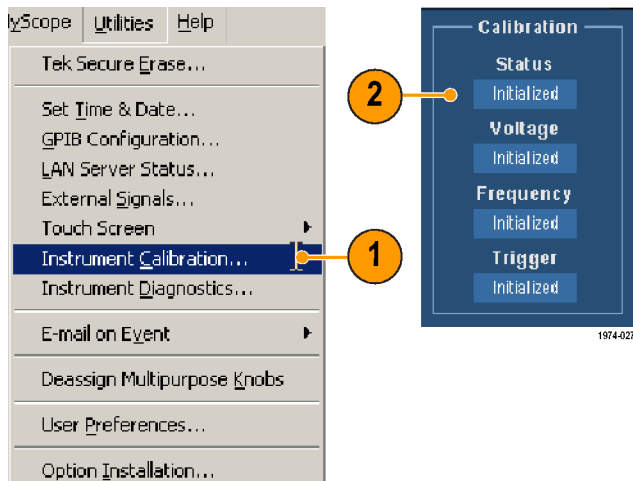 yScope Utilities Help
Tek Secure Erase...
Set Time & Date...
GPIB Configuration...
LAN Server Status...
External Signals...
Touch Screen
Instrument Calibration...
Instrument Diagnostics...
E-mail on Event
Deassign Multipurpose Knobs
User Preferences...
Option Installation...
1
2
Calibration
Status
Initialized
Voltage
Initialized
Frequency
Initialized
Trigger
Initialized
1974-027